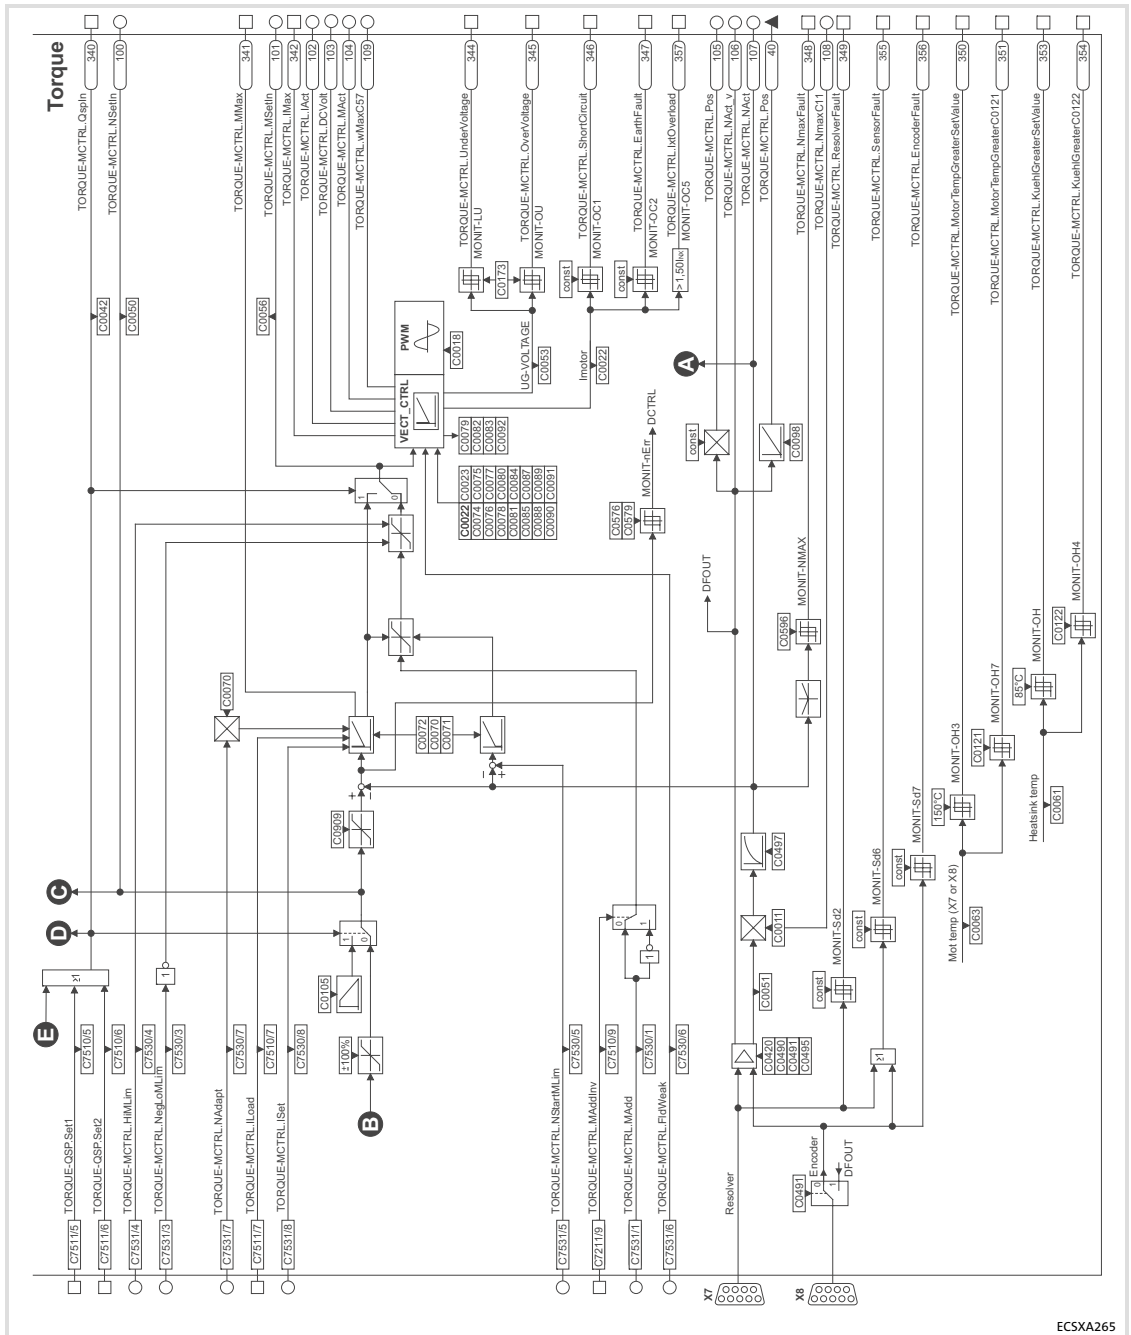 Torque
340
TORQUE-MCTRL.QspIn
100
TORQUE-MCTRL.NSetIn
341
TORQUE-MCTRL.MMax
101
TORQUE-MCTRL.MSetIn
342
TORQUE-MCTRL.IMax
102
TORQUE-MCTRL.IAct
103
TORQUE-MCTRL.DCVolt
104
TORQUE-MCTRL.MAct
109
TORQUE-MCTRL.wMaxC57
344
TORQUE-MCTRL.UnderVoltage
MONIT-LU
345
TORQUE-MCTRL.OverVoltage
MONIT-OU
346
TORQUE-MCTRL.ShortCircuit
MONIT-OC1
347
TORQUE-MCTRL.EarthFault
MONIT-OC2
357
TORQUE-MCTRL.IxtOverload
MONIT-OC5
105
TORQUE-MCTRL.Pos
106
TORQUE-MCTRL.NAct_v
107
TORQUE-MCTRL.NAct
40
TORQUE-MCTRL.Pos
348
TORQUE-MCTRL.NmaxFault
108
TORQUE-MCTRL.NmaxC11
349
TORQUE-MCTRL.ResolverFault
355
TORQUE-MCTRL.SensorFault
356
TORQUE-MCTRL.EncoderFault
350
TORQUE-MCTRL.MotorTempGreaterSetValue
351
TORQUE-MCTRL.MotorTempGreaterC0121
353
TORQUE-MCTRL.KuehlGreaterSetValue
354
TORQUE-MCTRL.KuehlGreaterC0122
C0042
C0050
C0056
C0173
const
const
> 1,50 INx
PWM
C0018
VECT_CTRL
UG-VOLTAGE
C0053
Imotor
C0022
C0079
C0082
C0083
C0092
C0022 C0023
C0074 C0075
C0076 C0077
C0078 C0080
C0081 C0084
C0085 C0087
C0088 C0089
C0090 C0091
1
0
A
const
C0098
DCTRL
MONIT-nErr
C0576
C0579
DFOUT
MONIT-NMAX
C0596
MONIT-OH4
C0122
MONIT-OH
85°C
MONIT-OH7
C0121
MONIT-OH3
150°C
Heatsink temp
C0061
Mot temp (X7 or X8)
C0063
MONIT-Sd7
const
MONIT-Sd6
const
MONIT-Sd2
const
C0070
C0072
C0070
C0071
+
-
-
+
C0909
C0497
C0011
C0051
C
D
E
B
≥1
1
1
0
C0105
±100%
0
1
1
≥1
C0420
C0490
C0491
C0495
C7510/5
C7510/6
C7530/4
C7530/3
C7530/7
C7510/7
C7530/8
C7530/5
C7510/9
C7530/1
C7530/6
TORQUE-QSP.Set1
TORQUE-QSP.Set2
TORQUE-MCTRL.HiMLim
TORQUE-MCTRL.NegLoMLim
TORQUE-MCTRL.NAdapt
TORQUE-MCTRL.ILoad
TORQUE-MCTRL.ISet
TORQUE-MCTRL.NStartMLim
TORQUE-MCTRL.MAddInv
TORQUE-MCTRL.MAdd
TORQUE-MCTRL.FldWeak
Resolver
C0491
0
1
Encoder
DFOUT
C7511/5
C7511/6
C7531/4
C7531/3
C7531/7
C7511/7
C7531/8
C7531/5
C7211/9
C7531/1
C7531/6
X7
X8
ECSXA265